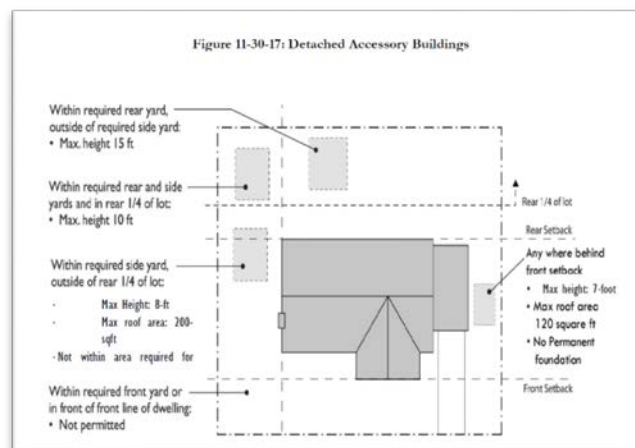 Figure 11-30-17: Detached Accessory Buildings
Within required rear yard,
outside of required side yard:
• Max. height 15 ft
Within required rear and side
yards and in rear 1/4 of lot:
• Max. height 10 ft
Within required side yard,
outside of rear 1/4 of lot:
· Max Height: 8-ft
· Max roof area: 200-
sqft
· Not within area required for
Within required front yard or
in front of front line of dwelling:
• Not permitted
Rear 1/4 of lot
Rear Setback
Any where behind
front setback
• Max height: 7-foot
• Max roof area
120 square ft
• No Permanent
foundation
Front Setback